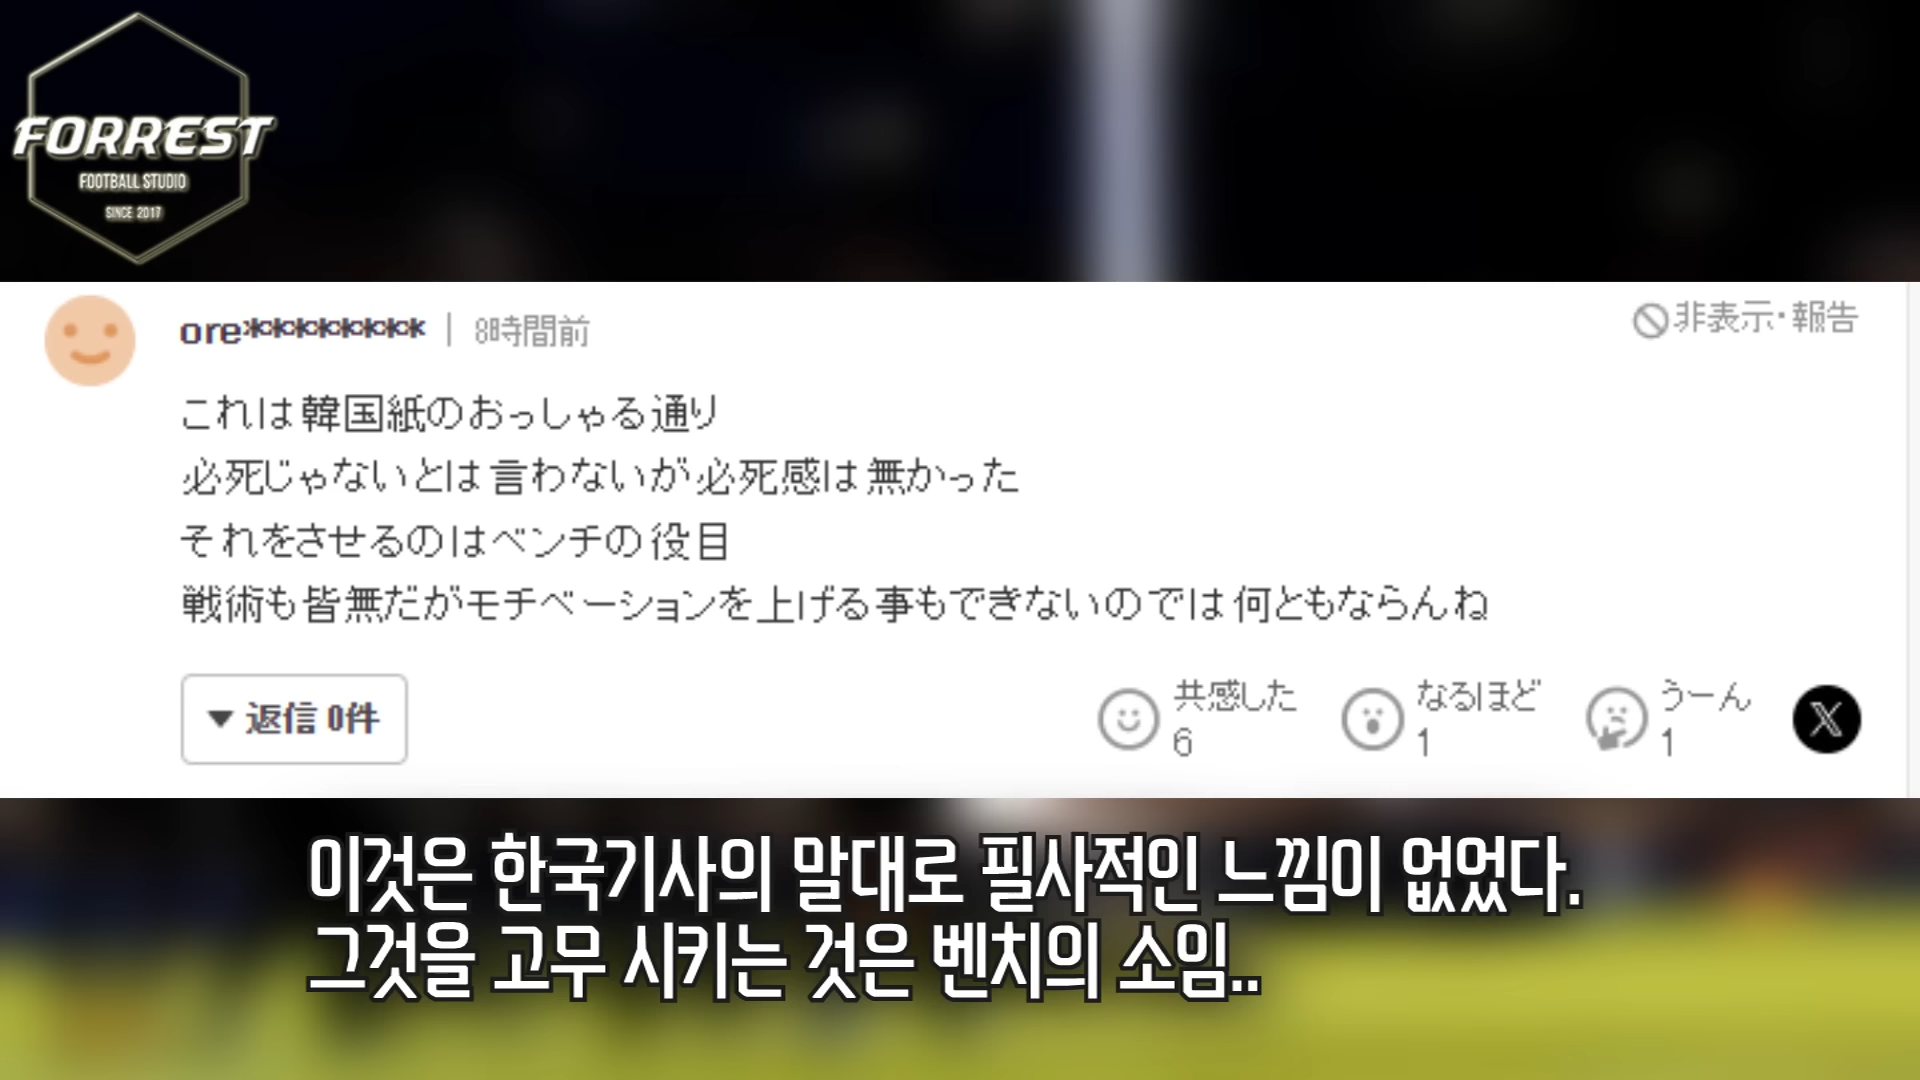 FORREST
FOOTBALL STUDIO
SINCE 2017
ore******** | 8時間前
非表示・報告
これは韓国紙のおっしゃる通り
必死じゃないとは言わないが必死感は無かった
それをさせるのはベンチの役目
戦術も皆無だがモチベーションを上げる事もできないのでは何ともならんね
▼ 返信 0件
共感した
6
なるほど
1
うーん
1
X
이것은 한국기사의 말대로 필사적인 느낌이 없었다.
그것을 고무 시키는 것은 벤치의 소임..